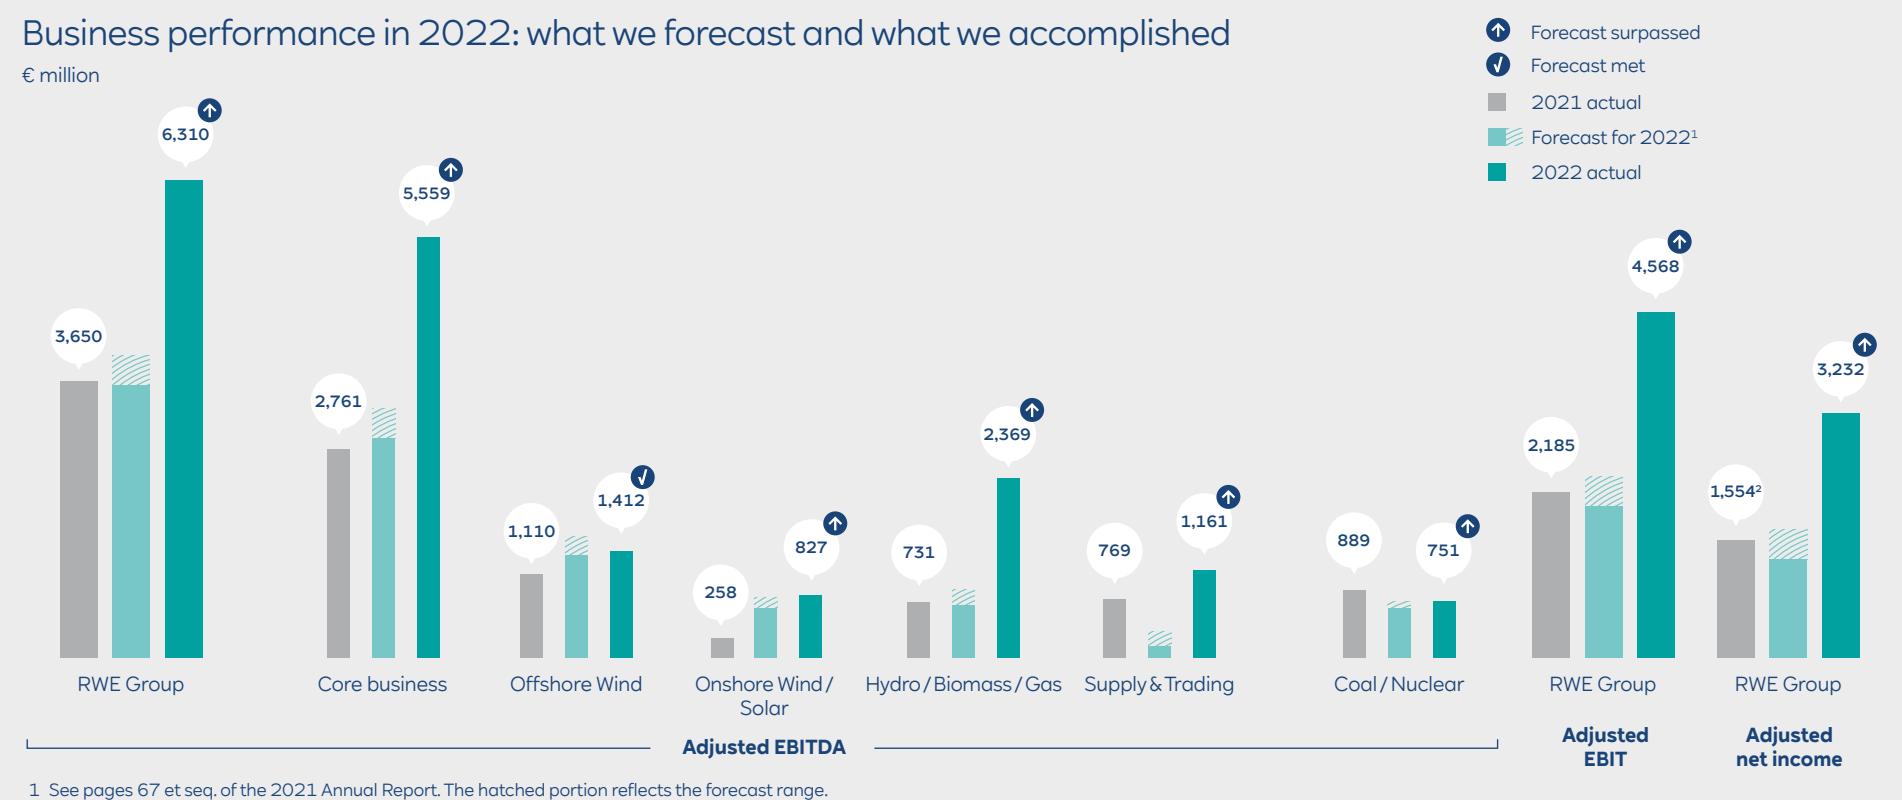 Business performance in 2022: what we forecast and what we accomplished
€ million
Forecast surpassed
Forecast met
2021 actual
Forecast for 2022¹
2022 actual
3,650
6,310
2,761
5,559
1,110
1,412
258
827
731
2,369
769
1,161
889
751
2,185
4,568
1,554²
3,232
RWE Group
Core business
Offshore Wind
Onshore Wind / Solar
Hydro / Biomass / Gas
Supply & Trading
Coal / Nuclear
RWE Group
RWE Group
Adjusted EBITDA
Adjusted EBIT
Adjusted net income
1 See pages 67 et seq. of the 2021 Annual Report. The hatched portion reflects the forecast range.